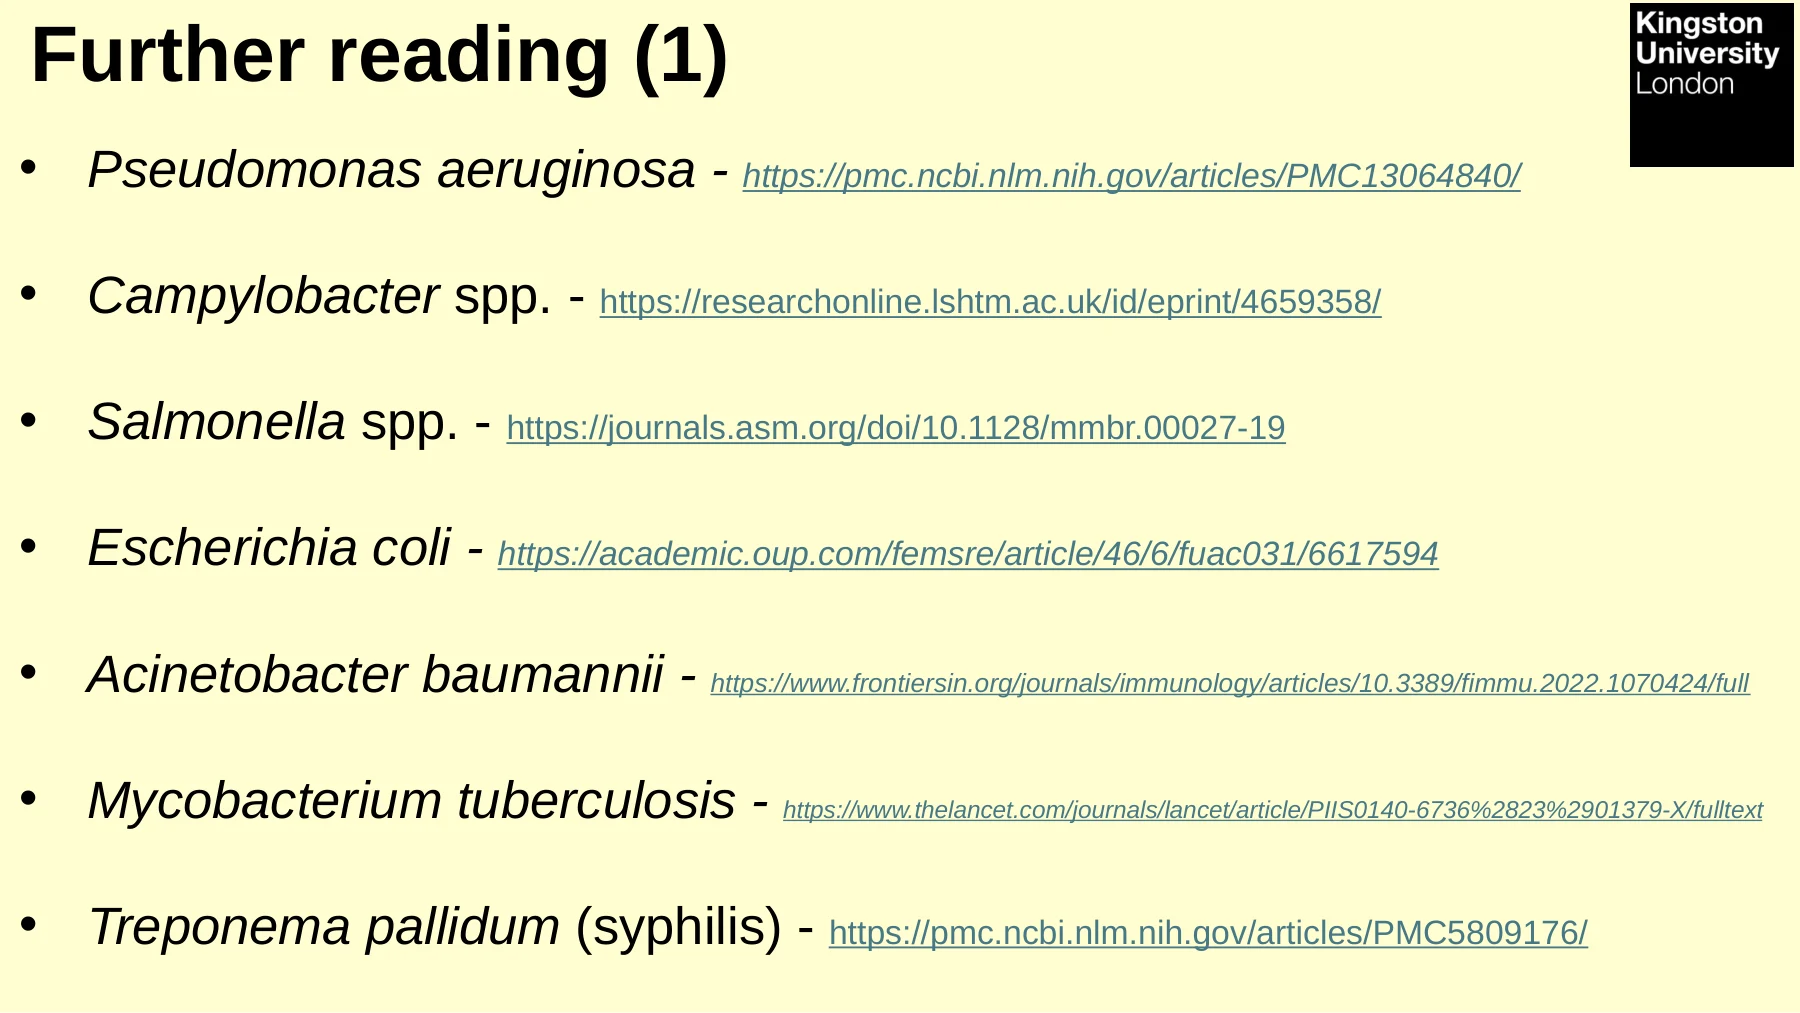 Further reading (1)
Kingston
University
London
• Pseudomonas aeruginosa - https://pmc.ncbi.nlm.nih.gov/articles/PMC13064840/
• Campylobacter spp. - https://researchonline.lshtm.ac.uk/id/eprint/4659358/
• Salmonella spp. - https://journals.asm.org/doi/10.1128/mmbr.00027-19
• Escherichia coli - https://academic.oup.com/femsre/article/46/6/fuac031/6617594
• Acinetobacter baumannii - https://www.frontiersin.org/journals/immunology/articles/10.3389/fimmu.2022.1070424/full
• Mycobacterium tuberculosis - https://www.thelancet.com/journals/lancet/article/PIIS0140-6736%2823%2901379-X/fulltext
• Treponema pallidum (syphilis) - https://pmc.ncbi.nlm.nih.gov/articles/PMC5809176/